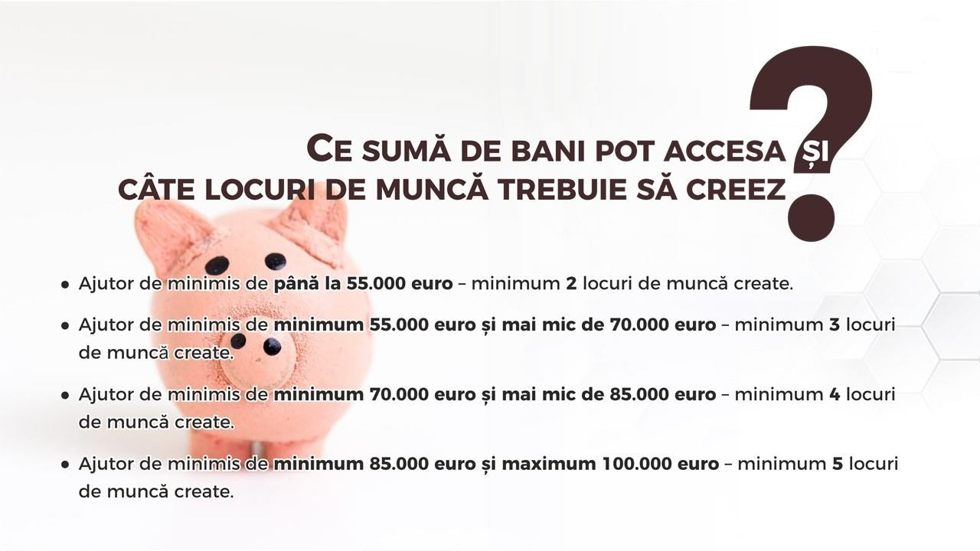 CE SUMĂ DE BANI POT ACCESA ȘI
CÂTE LOCURI DE MUNCĂ TREBUIE SĂ CREEZ?
• Ajutor de minimis de până la 55.000 euro – minimum 2 locuri de muncă create.
• Ajutor de minimis de minimum 55.000 euro și mai mic de 70.000 euro – minimum 3 locuri
de muncă create.
• Ajutor de minimis de minimum 70.000 euro și mai mic de 85.000 euro – minimum 4 locuri
de muncă create.
• Ajutor de minimis de minimum 85.000 euro și maximum 100.000 euro – minimum 5 locuri
de muncă create.